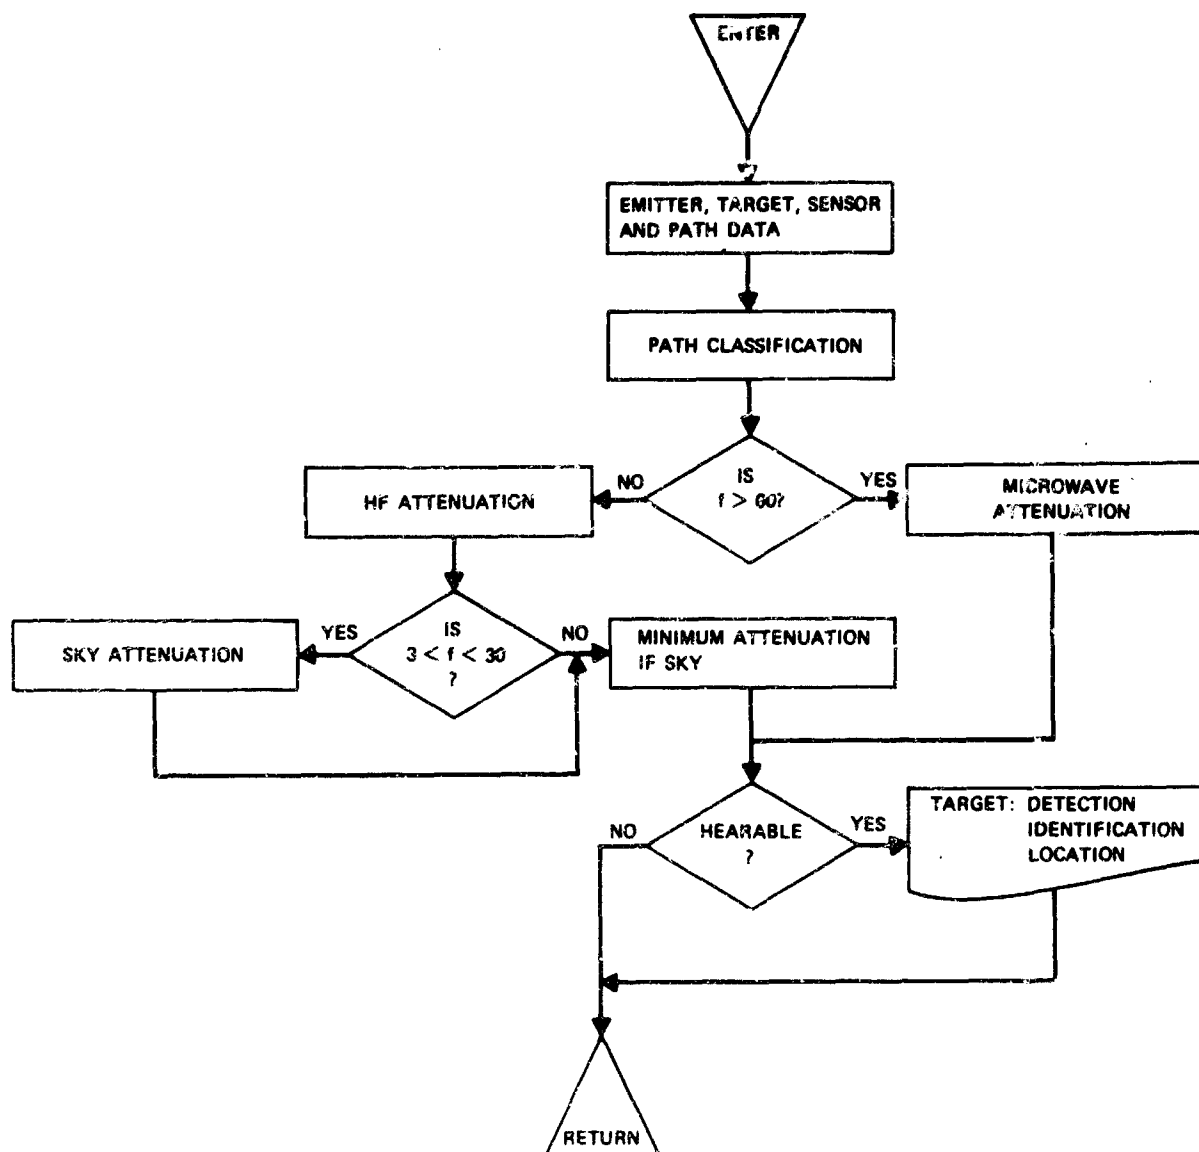 ENTER
EMITTER, TARGET, SENSOR
AND PATH DATA
PATH CLASSIFICATION
IS
f > 60?
NO
YES
HF ATTENUATION
MICROWAVE
ATTENUATION
IS
3 < f < 30
?
YES
NO
SKY ATTENUATION
MINIMUM ATTENUATION
IF SKY
HEARABLE
?
NO
YES
TARGET: DETECTION
IDENTIFICATION
LOCATION
RETURN